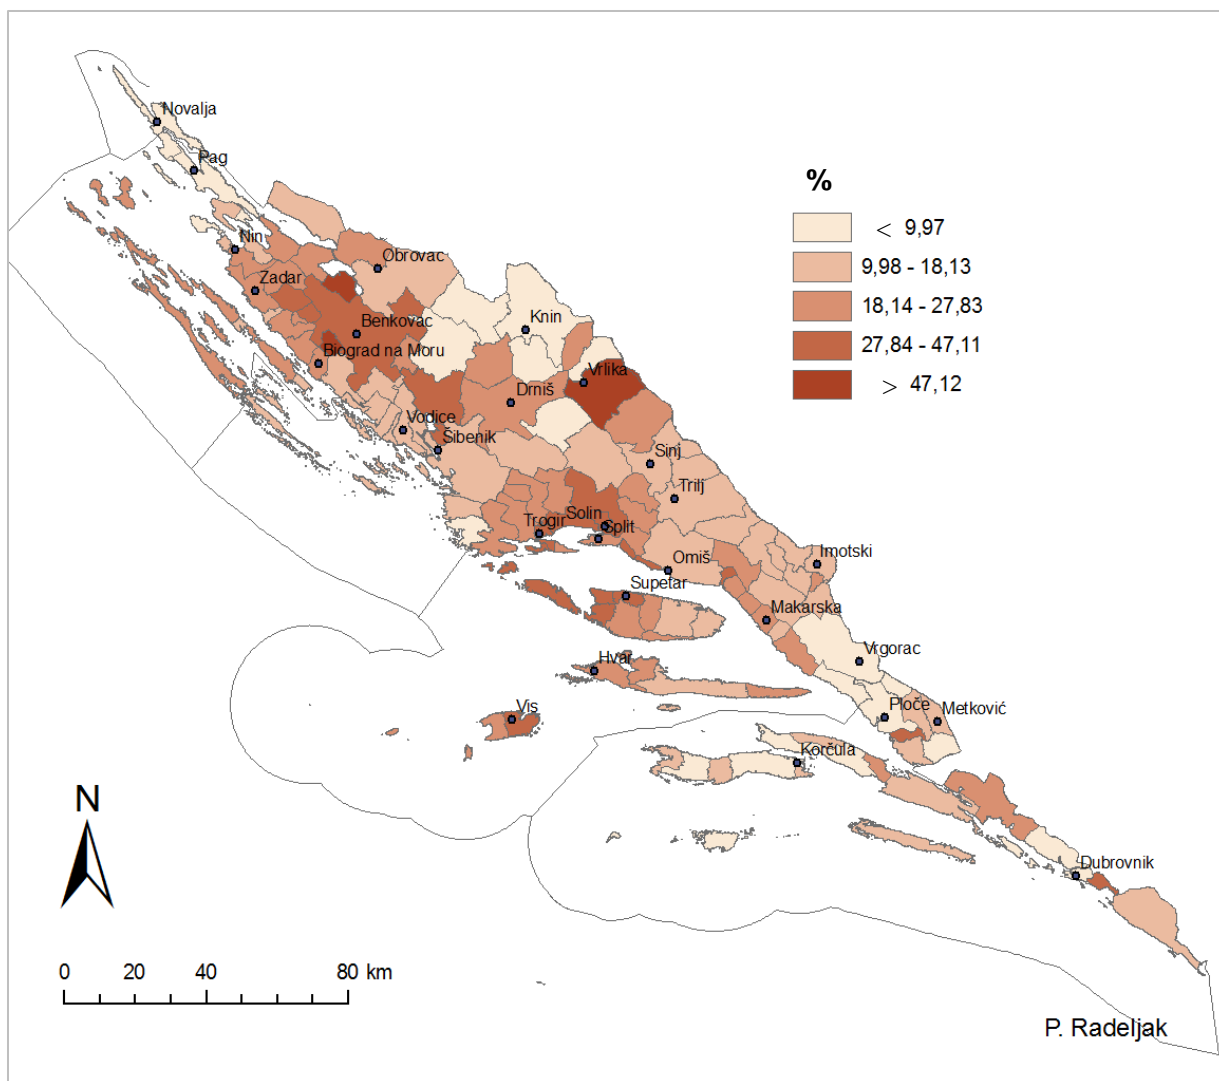 Novalja
Pag
%
< 9,97
9,98 - 18,13
18,14 - 27,83
27,84 - 47,11
> 47,12
Nin
Obrovac
Zadar
Knin
Benkovac
Biograd na Moru
Vrlika
Drniš
Vodice
Šibenik
Sinj
Trilj
Solin
Trogir
Split
Omiš
Imotski
Supetar
Makarska
Hvar
Vrgorac
Vis
Ploče
Metković
Korčula
N
Dubrovnik
0 20 40 80 km
P. Radeljak